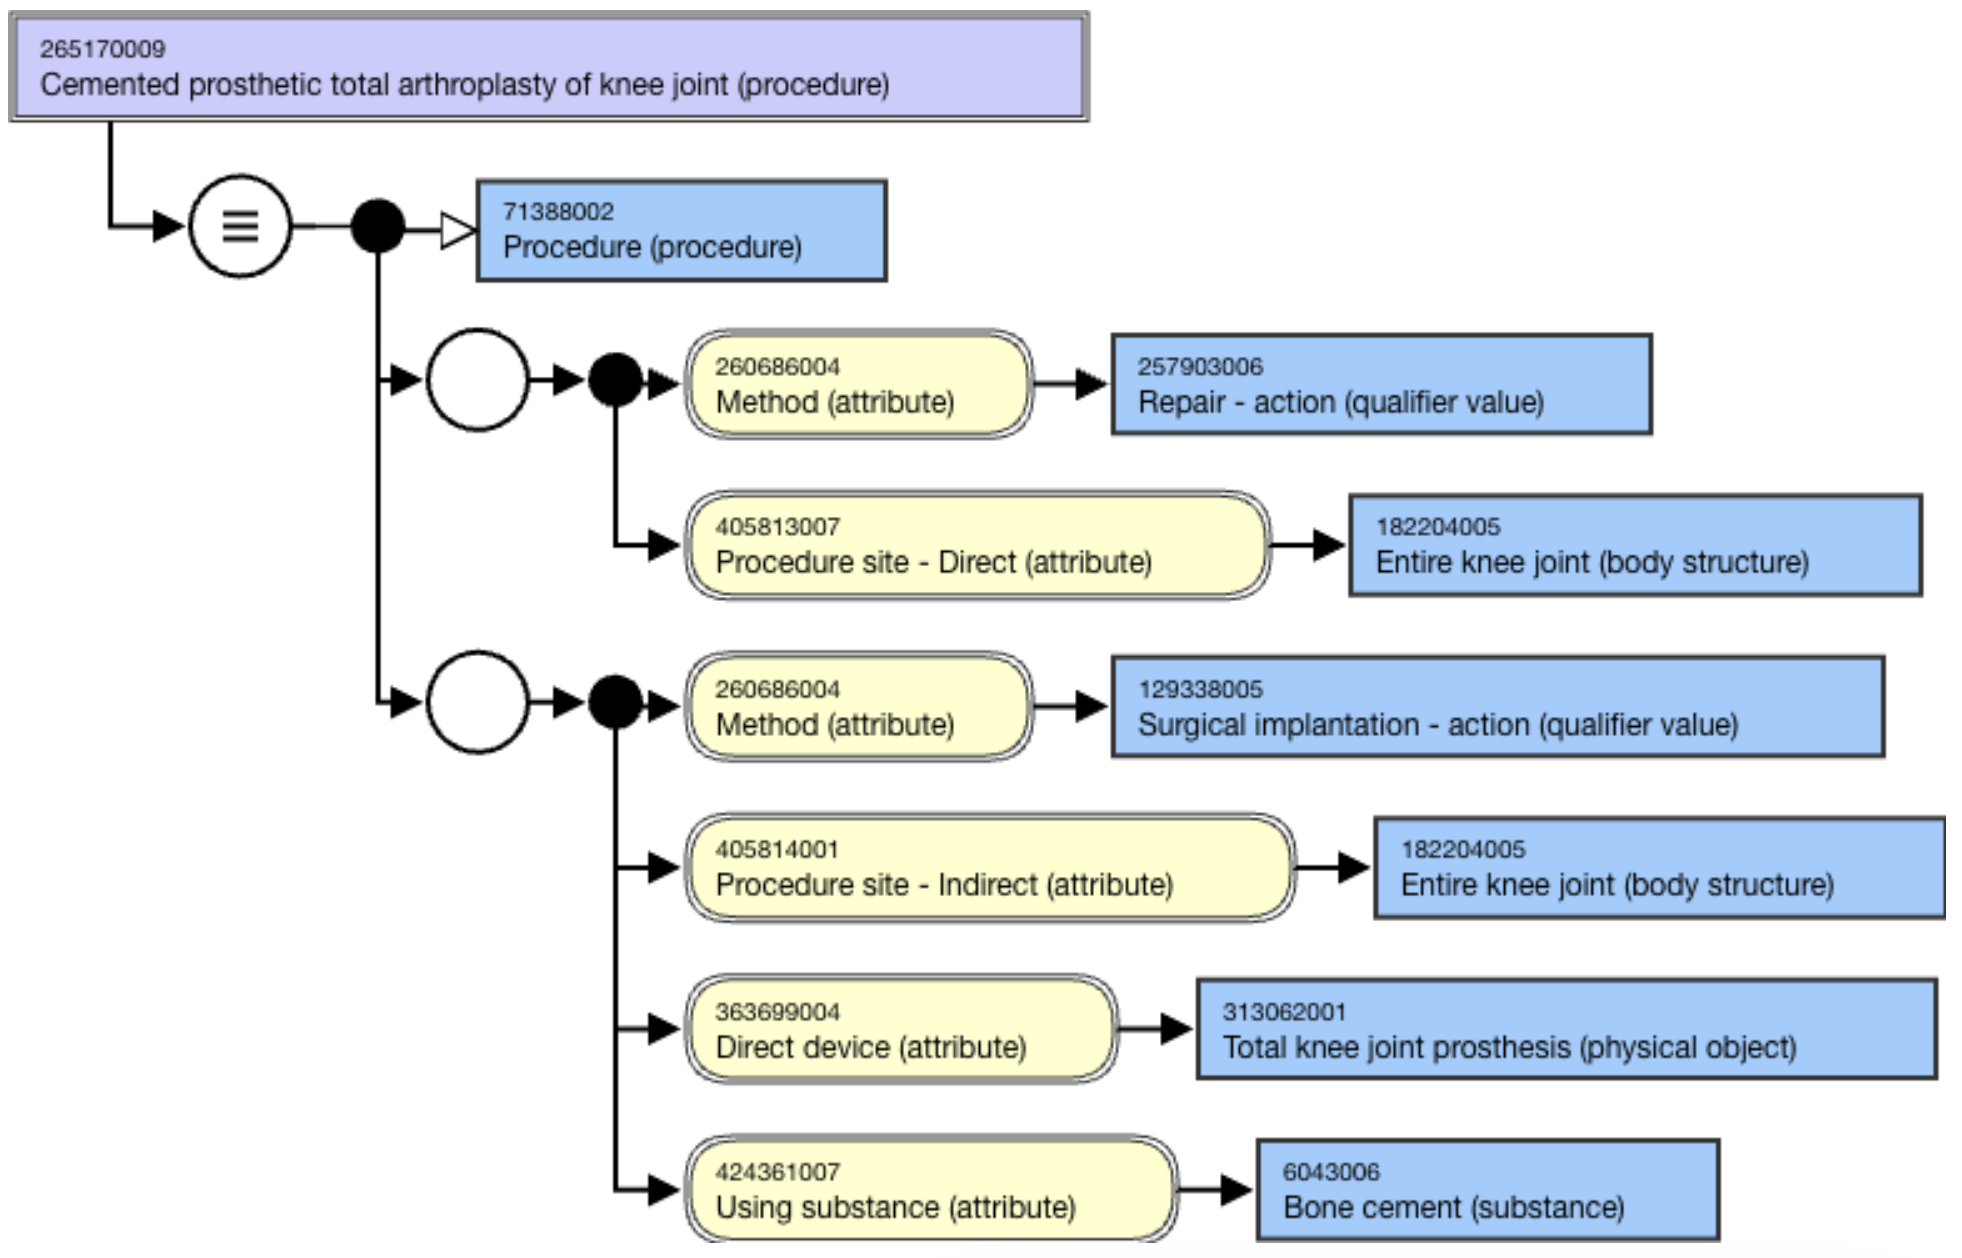 265170009
Cemented prosthetic total arthroplasty of knee joint (procedure)
71388002
Procedure (procedure)
260686004
Method (attribute)
257903006
Repair - action (qualifier value)
405813007
Procedure site - Direct (attribute)
182204005
Entire knee joint (body structure)
260686004
Method (attribute)
129338005
Surgical implantation - action (qualifier value)
405814001
Procedure site - Indirect (attribute)
182204005
Entire knee joint (body structure)
363699004
Direct device (attribute)
313062001
Total knee joint prosthesis (physical object)
424361007
Using substance (attribute)
6043006
Bone cement (substance)